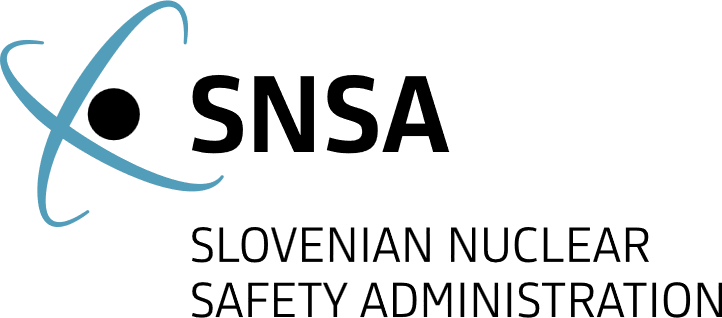 SNSA
SLOVENIAN NUCLEAR
SAFETY ADMINISTRATION